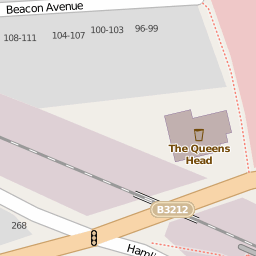 Beacon Avenue
96-99
100-103
104-107
108-111
The Queens
Head
B3212
268